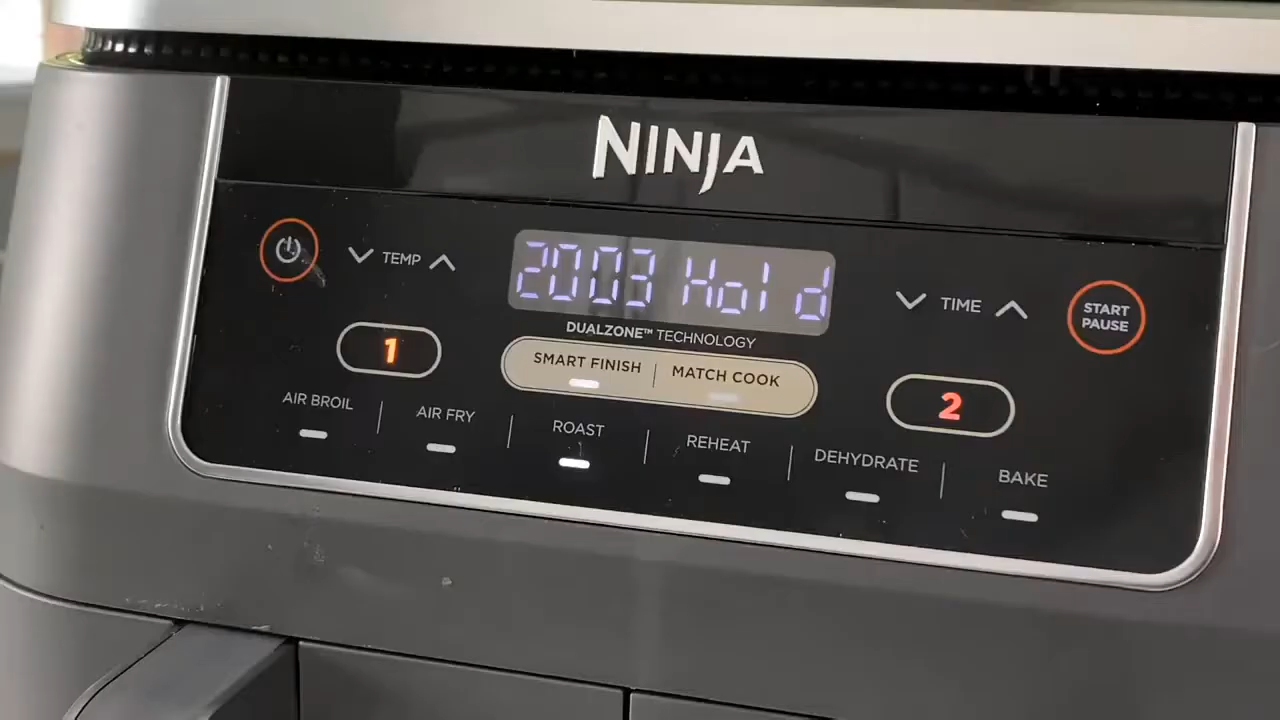 NINJA
TEMP
2003 Hold
TIME
START
PAUSE
DUALZONE™ TECHNOLOGY
1
SMART FINISH | MATCH COOK
2
AIR BROIL | AIR FRY | ROAST | REHEAT | DEHYDRATE | BAKE